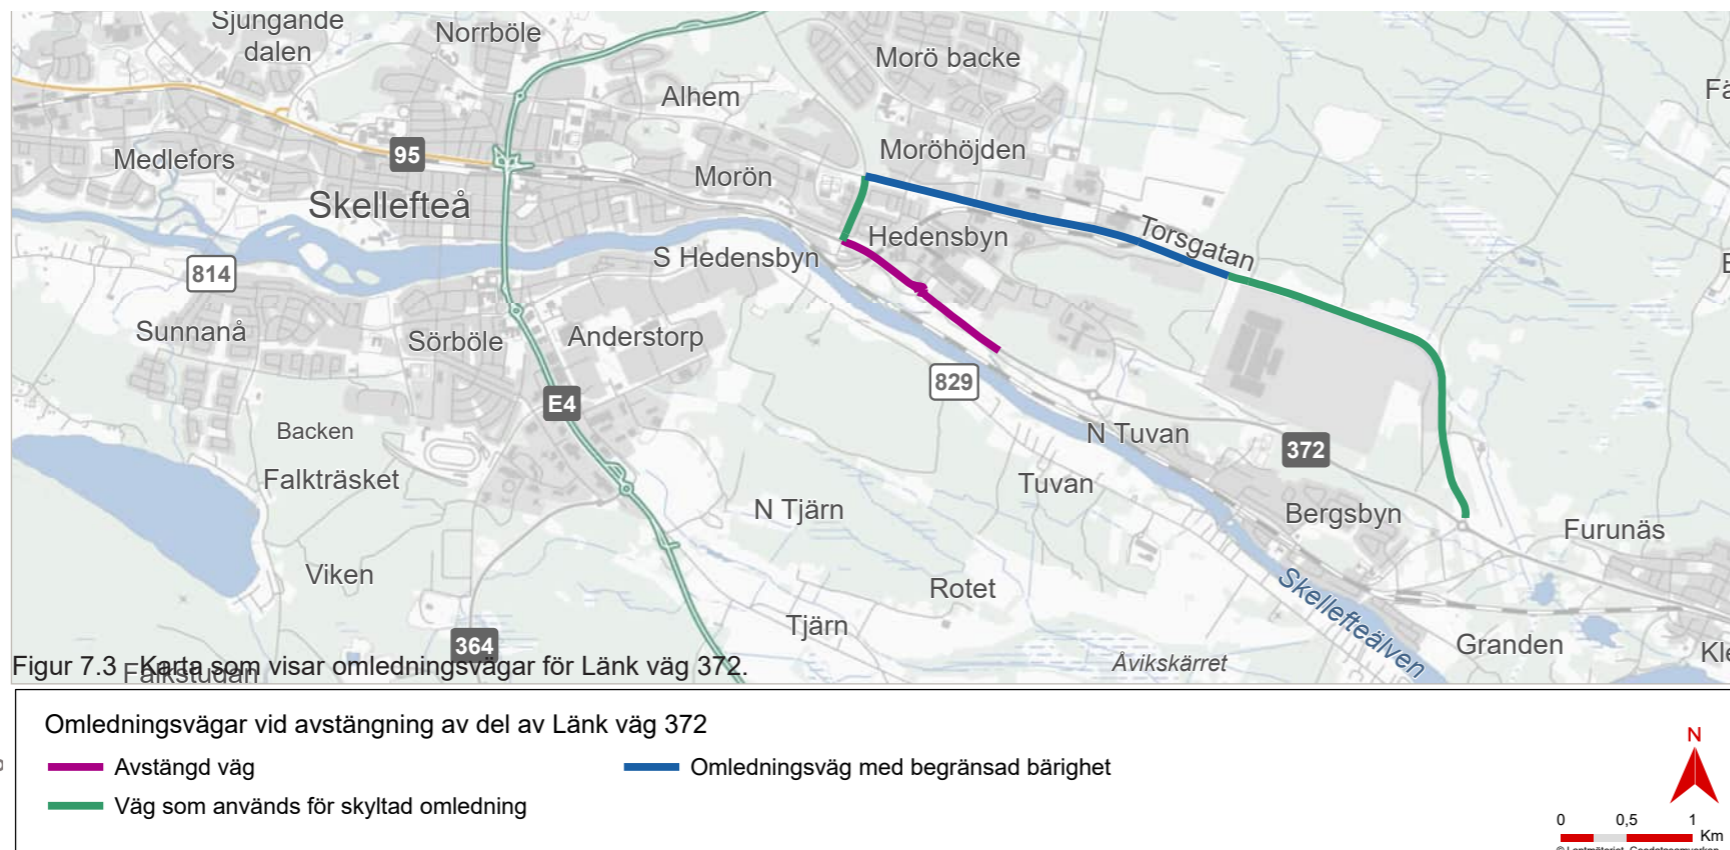 Sjungande
dalen
Norrböle
Morö backe
Alhem
Medlefors
95
Moröhöjden
Morön
Skellefteå
Torsgatan
Hedensbyn
S Hedensbyn
814
Sunnanå
Sörböle
Anderstorp
829
E4
Backen
N Tuvan
372
Falkträsket
Tuvan
N Tjärn
Bergsbyn
Furunäs
Viken
Rotet
Skellefteälven
Tjärn
364
Granden
Åvikskärret
Falkstudan
Figur 7.3 Karta som visar omledningsvägar för Länk väg 372.
Omledningsvägar vid avstängning av del av Länk väg 372
Avstängd väg
Omledningsväg med begränsad bärighet
Väg som används för skyltad omledning
N
0 0,5 1
Km